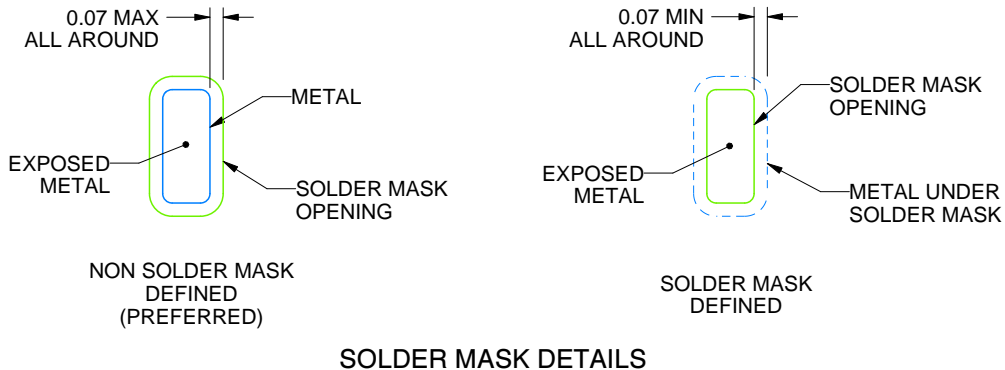 0.07 MAX
ALL AROUND
METAL
EXPOSED
METAL
SOLDER MASK
OPENING
NON SOLDER MASK
DEFINED
(PREFERRED)
0.07 MIN
ALL AROUND
SOLDER MASK
OPENING
EXPOSED
METAL
METAL UNDER
SOLDER MASK
SOLDER MASK
DEFINED
SOLDER MASK DETAILS